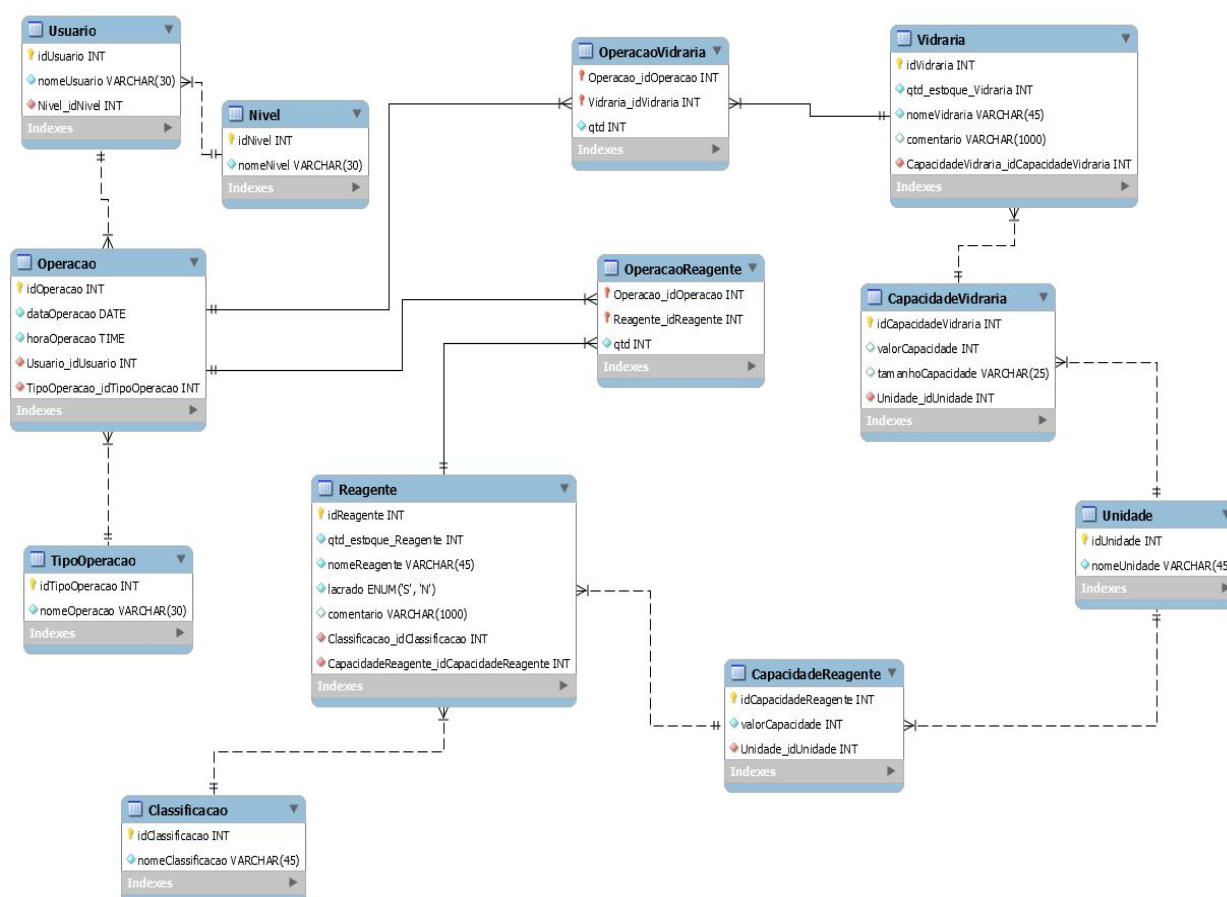 Usuario
idUsuario INT
nomeUsuario VARCHAR(30)
Nivel_idNivel INT
Indexes
Nivel
idNivel INT
nomeNivel VARCHAR(30)
Indexes
OperacaoVidraria
Operacao_idOperacao INT
Vidraria_idVidraria INT
qtd INT
Indexes
Vidraria
idVidraria INT
qtd_estoque_Vidraria INT
nomeVidraria VARCHAR(45)
comentario VARCHAR(1000)
CapacidadeVidraria_idCapacidadeVidraria INT
Indexes
Operacao
idOperacao INT
dataOperacao DATE
horaOperacao TIME
Usuario_idUsuario INT
TipoOperacao_idTipoOperacao INT
Indexes
OperacaoReagente
Operacao_idOperacao INT
Reagente_idReagente INT
qtd INT
Indexes
CapacidadeVidraria
idCapacidadeVidraria INT
valorCapacidade INT
tamanhoCapacidade VARCHAR(25)
Unidade_idUnidade INT
Indexes
Reagente
idReagente INT
qtd_estoque_Reagente INT
nomeReagente VARCHAR(45)
lacrado ENUM('S', 'N')
comentario VARCHAR(1000)
Classificacao_idClassificacao INT
CapacidadeReagente_idCapacidadeReagente INT
Indexes
Unidade
idUnidade INT
nomeUnidade VARCHAR(45
Indexes
TipoOperacao
idTipoOperacao INT
nomeOperacao VARCHAR(30)
Indexes
CapacidadeReagente
idCapacidadeReagente INT
valorCapacidade INT
Unidade_idUnidade INT
Indexes
Classificacao
idClassificacao INT
nomeClassificacao VARCHAR(45)
Indexes